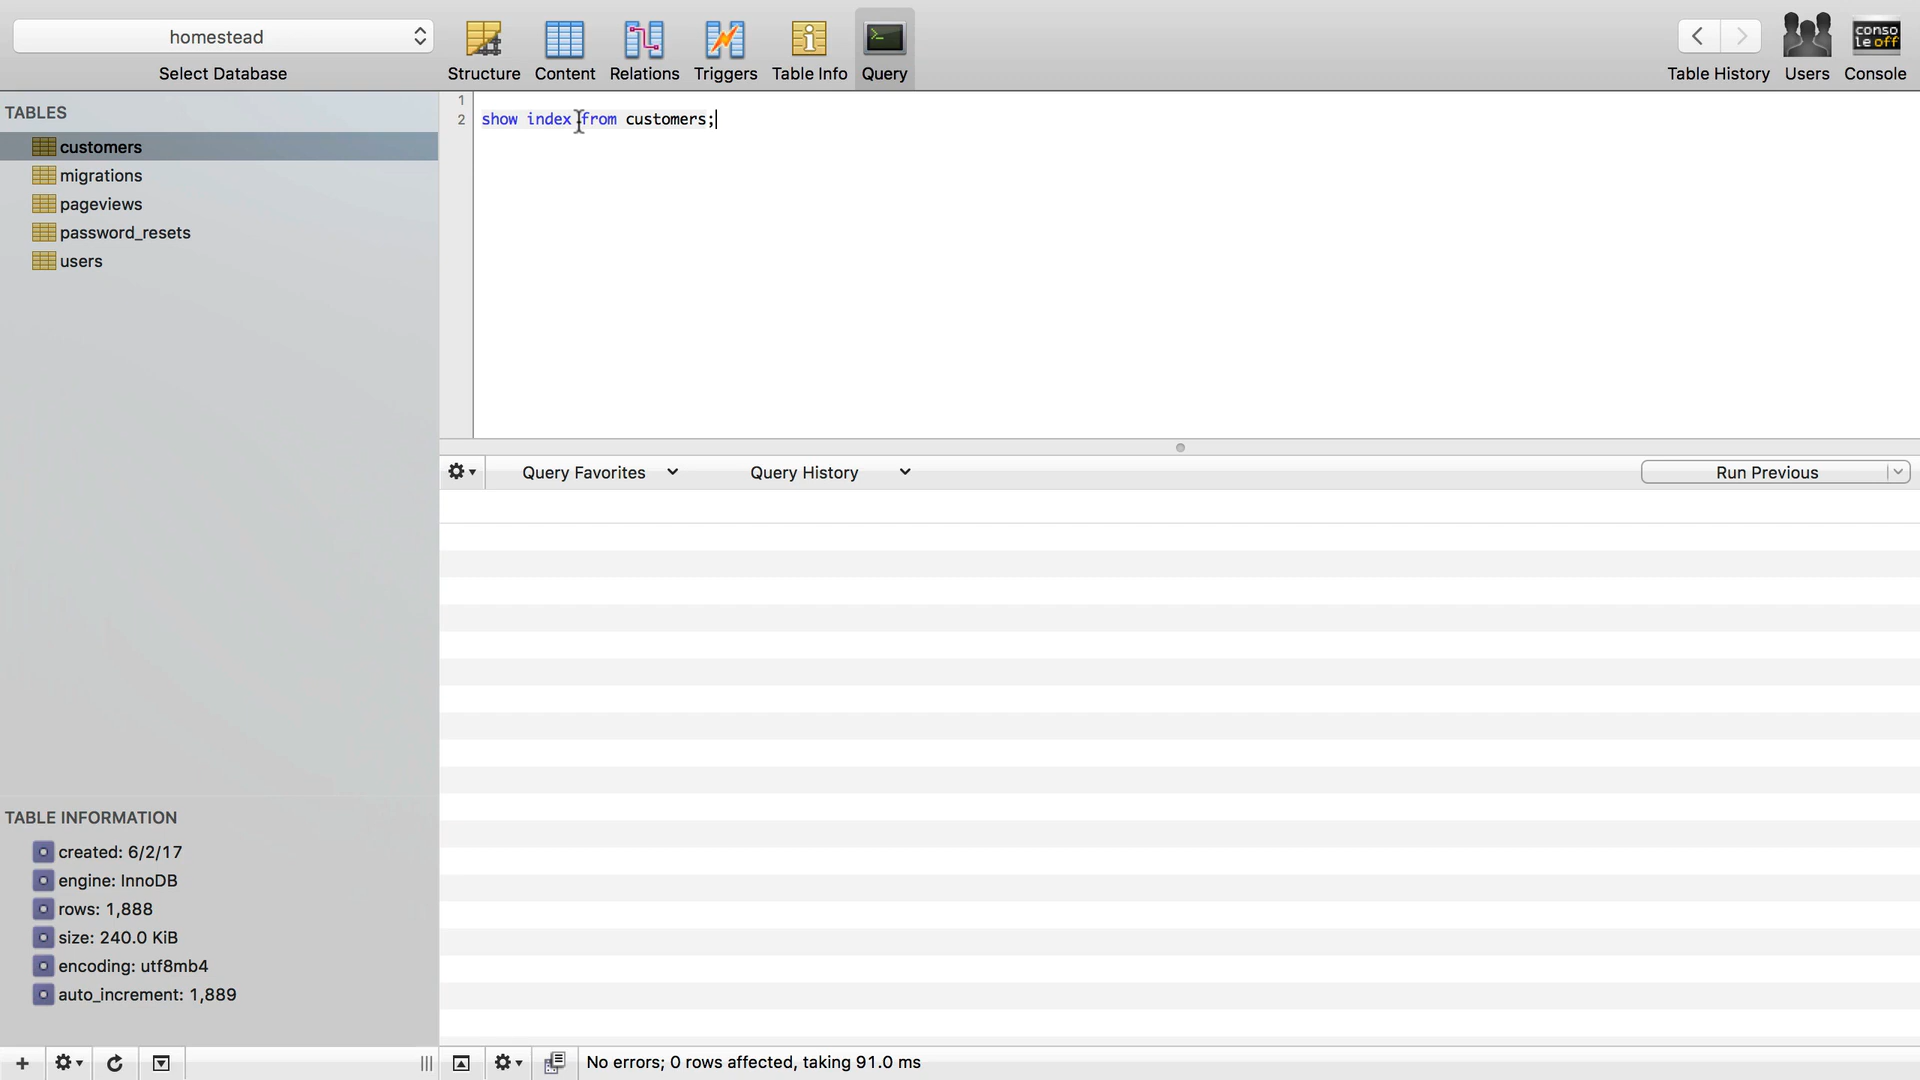 homestead
Select Database
Structure
Content
Relations
Triggers
Table Info
Query
Table History
Users
conso
le off
Console
TABLES
customers
migrations
pageviews
password_resets
users
1
2 show index from customers;
Query Favorites
Query History
Run Previous
TABLE INFORMATION
created: 6/2/17
engine: InnoDB
rows: 1,888
size: 240.0 KiB
encoding: utf8mb4
auto_increment: 1,889
No errors; 0 rows affected, taking 91.0 ms